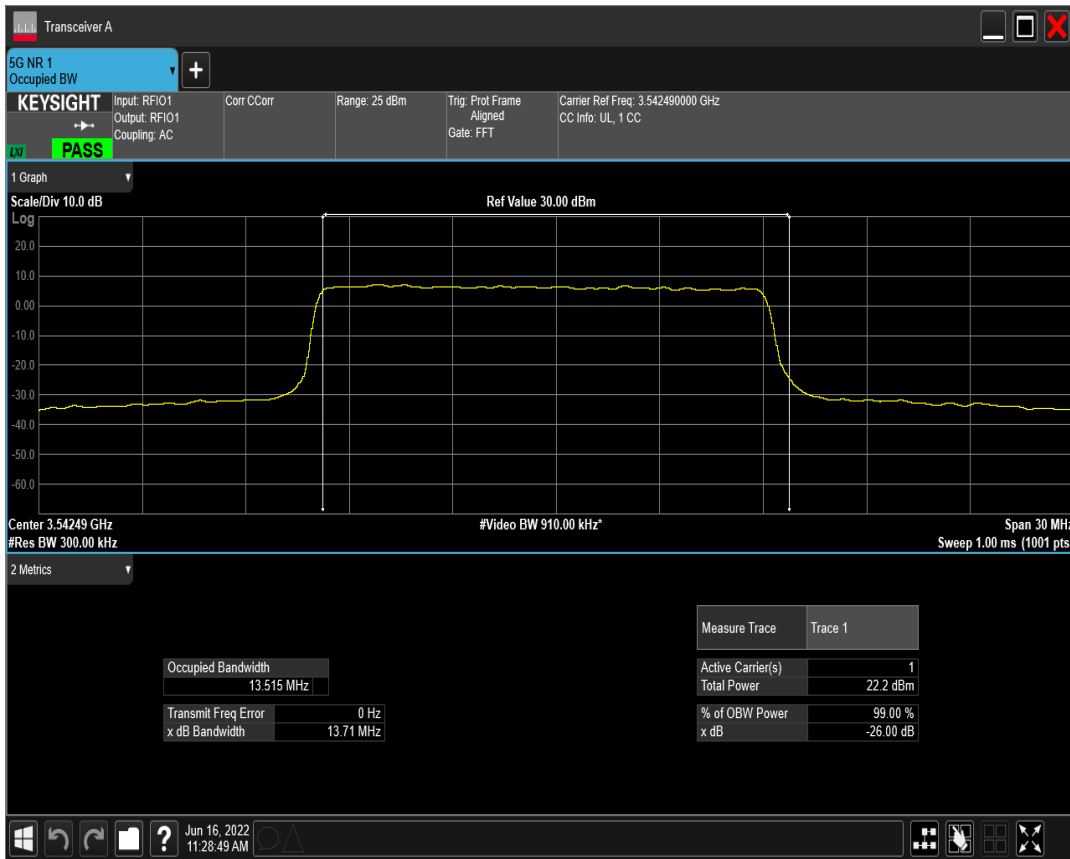 Transceiver A
5G NR 1
Occupied BW
KEYSIGHT
LXI
PASS
Input: RFIO1
Output: RFIO1
Coupling: AC
Corr CCorr
Range: 25 dBm
Trig: Prot Frame
Aligned
Gate: FFT
Carrier Ref Freq: 3.542490000 GHz
CC Info: UL, 1 CC
1 Graph
Scale/Div 10.0 dB
Ref Value 30.00 dBm
Log
20.0
10.0
0.00
-10.0
-20.0
-30.0
-40.0
-50.0
-60.0
Center 3.54249 GHz
#Video BW 910.00 kHz*
Span 30 MHz
#Res BW 300.00 kHz
Sweep 1.00 ms (1001 pts
2 Metrics
Measure Trace Trace 1
Occupied Bandwidth
13.515 MHz
Active Carrier(s) 1
Total Power 22.2 dBm
Transmit Freq Error 0 Hz
x dB Bandwidth 13.71 MHz
% of OBW Power 99.00 %
x dB -26.00 dB
?
Jun 16, 2022
11:28:49 AM